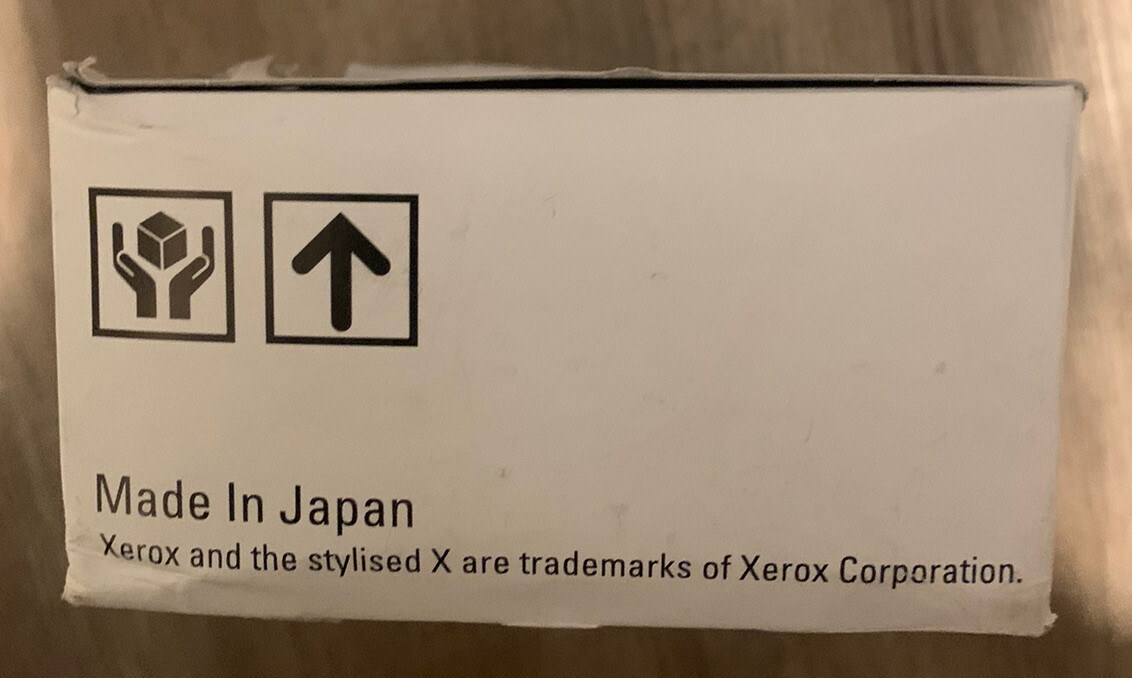 Made In Japan
Xerox and the stylised X are trademarks of Xerox Corporation.